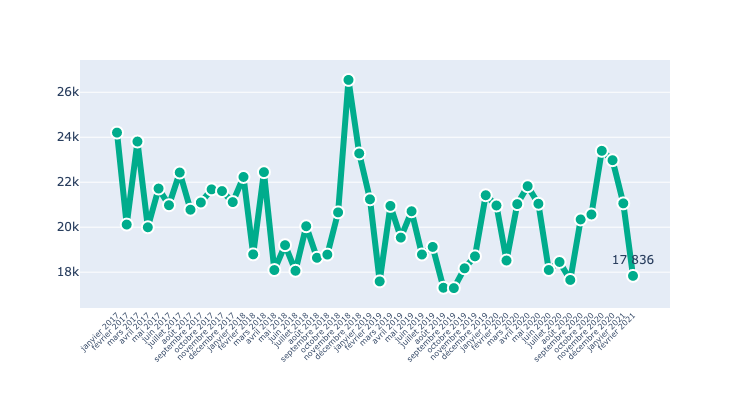 26k
24k
22k
20k
18k
17 836
janvier 2017
février 2017
mars 2017
avril 2017
mai 2017
juin 2017
juillet 2017
août 2017
septembre 2017
octobre 2017
novembre 2017
décembre 2017
janvier 2018
février 2018
mars 2018
avril 2018
mai 2018
juin 2018
juillet 2018
août 2018
septembre 2018
octobre 2018
novembre 2018
décembre 2018
janvier 2019
février 2019
mars 2019
avril 2019
mai 2019
juin 2019
juillet 2019
août 2019
septembre 2019
octobre 2019
novembre 2019
décembre 2019
janvier 2020
février 2020
mars 2020
avril 2020
mai 2020
juin 2020
juillet 2020
août 2020
septembre 2020
octobre 2020
novembre 2020
décembre 2020
janvier 2021
février 2021